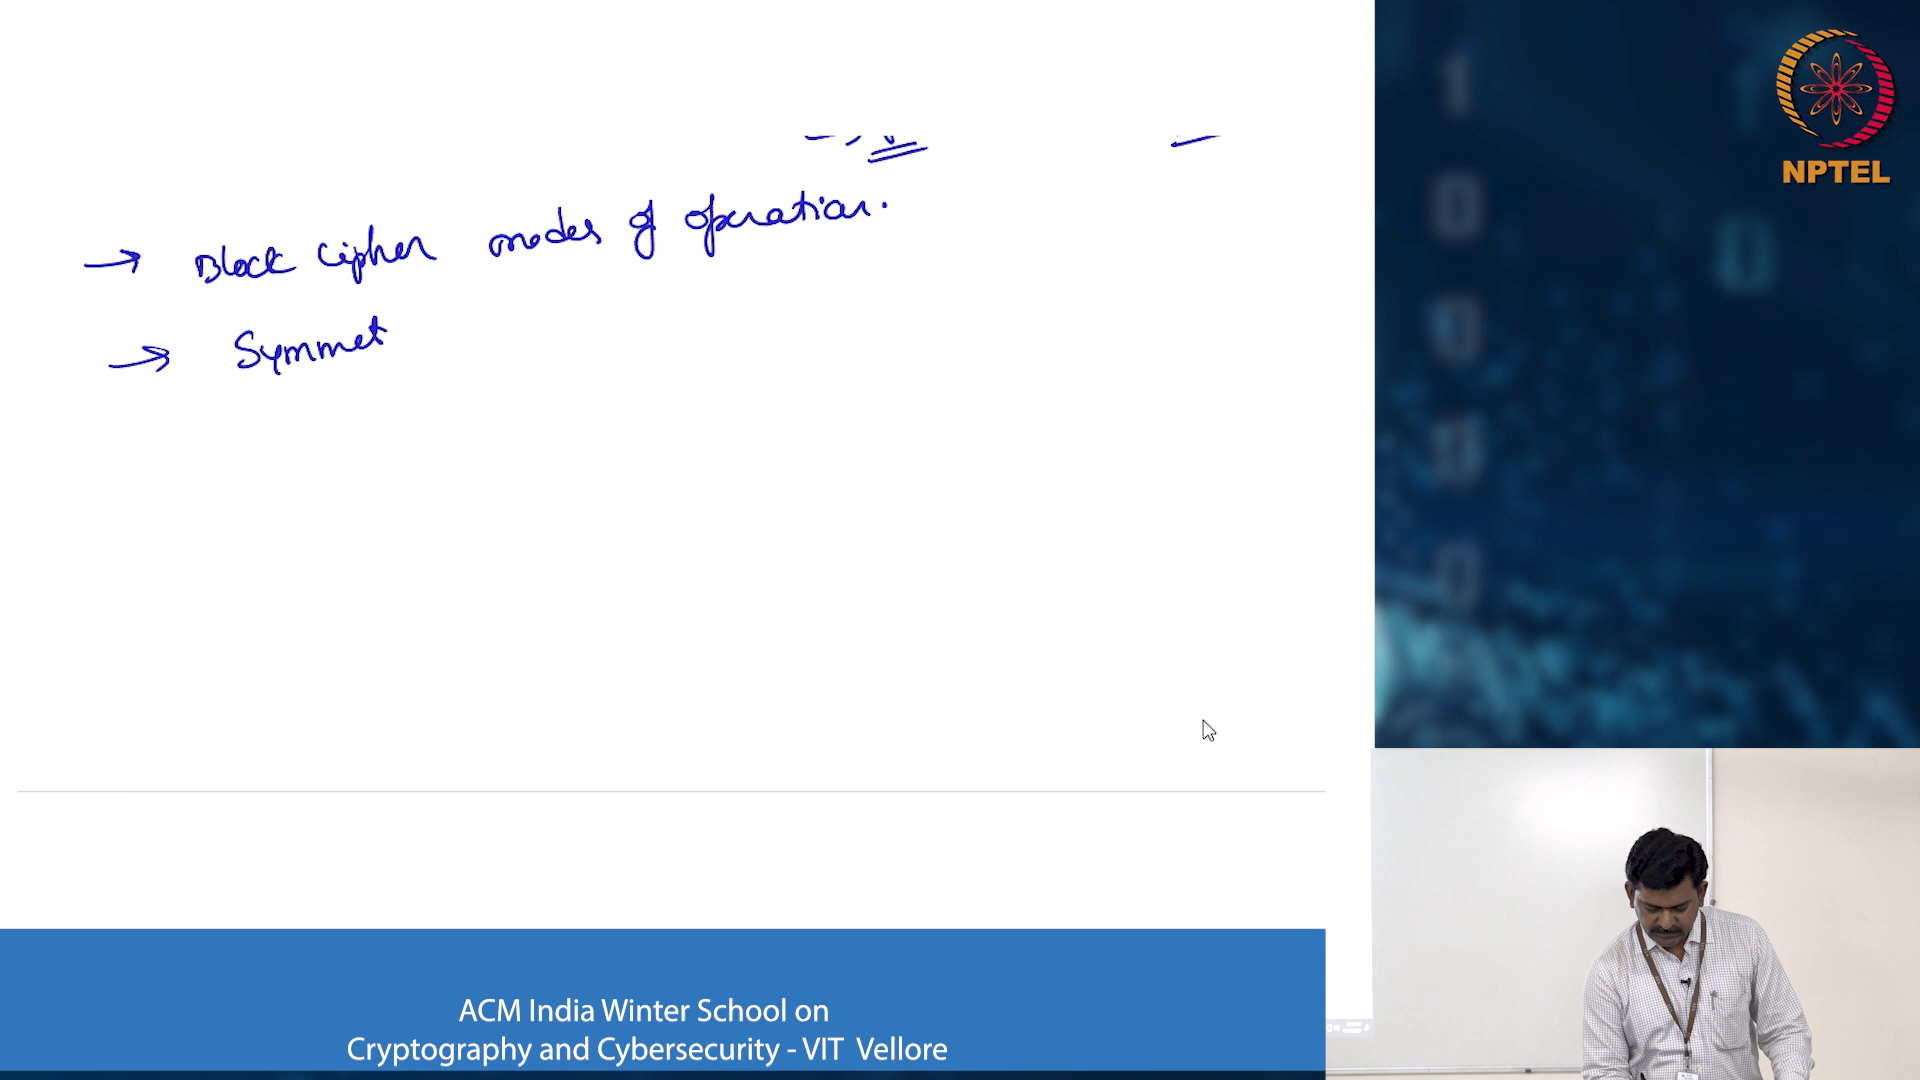 NPTEL
→ Block Cipher modes of operation.
→ Symmet
ACM India Winter School on
Cryptography and Cybersecurity - VIT Vellore